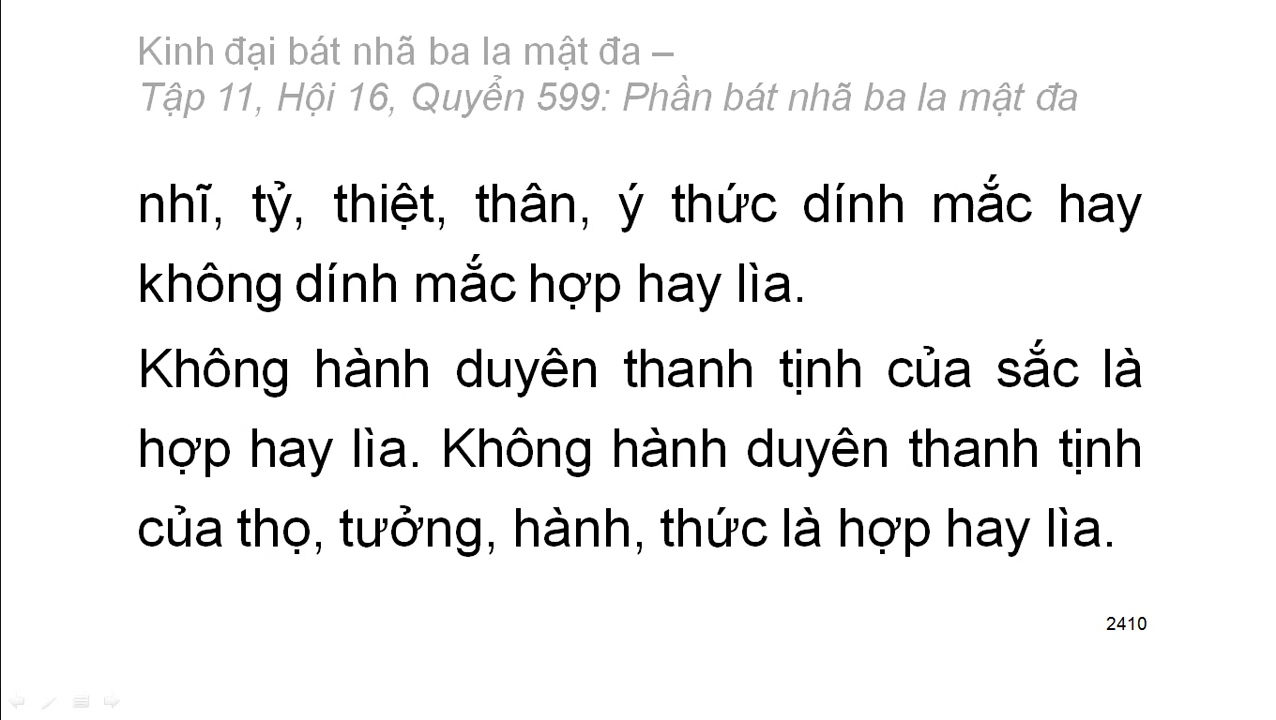 Kinh đại bát nhã ba la mật đa –
Tập 11, Hội 16, Quyển 599: Phần bát nhã ba la mật đa
nhĩ, tỷ, thiệt, thân, ý thức dính mắc hay
không dính mắc hợp hay lìa.
Không hành duyên thanh tịnh của sắc là
hợp hay lìa. Không hành duyên thanh tịnh
của thọ, tưởng, hành, thức là hợp hay lìa.
2410